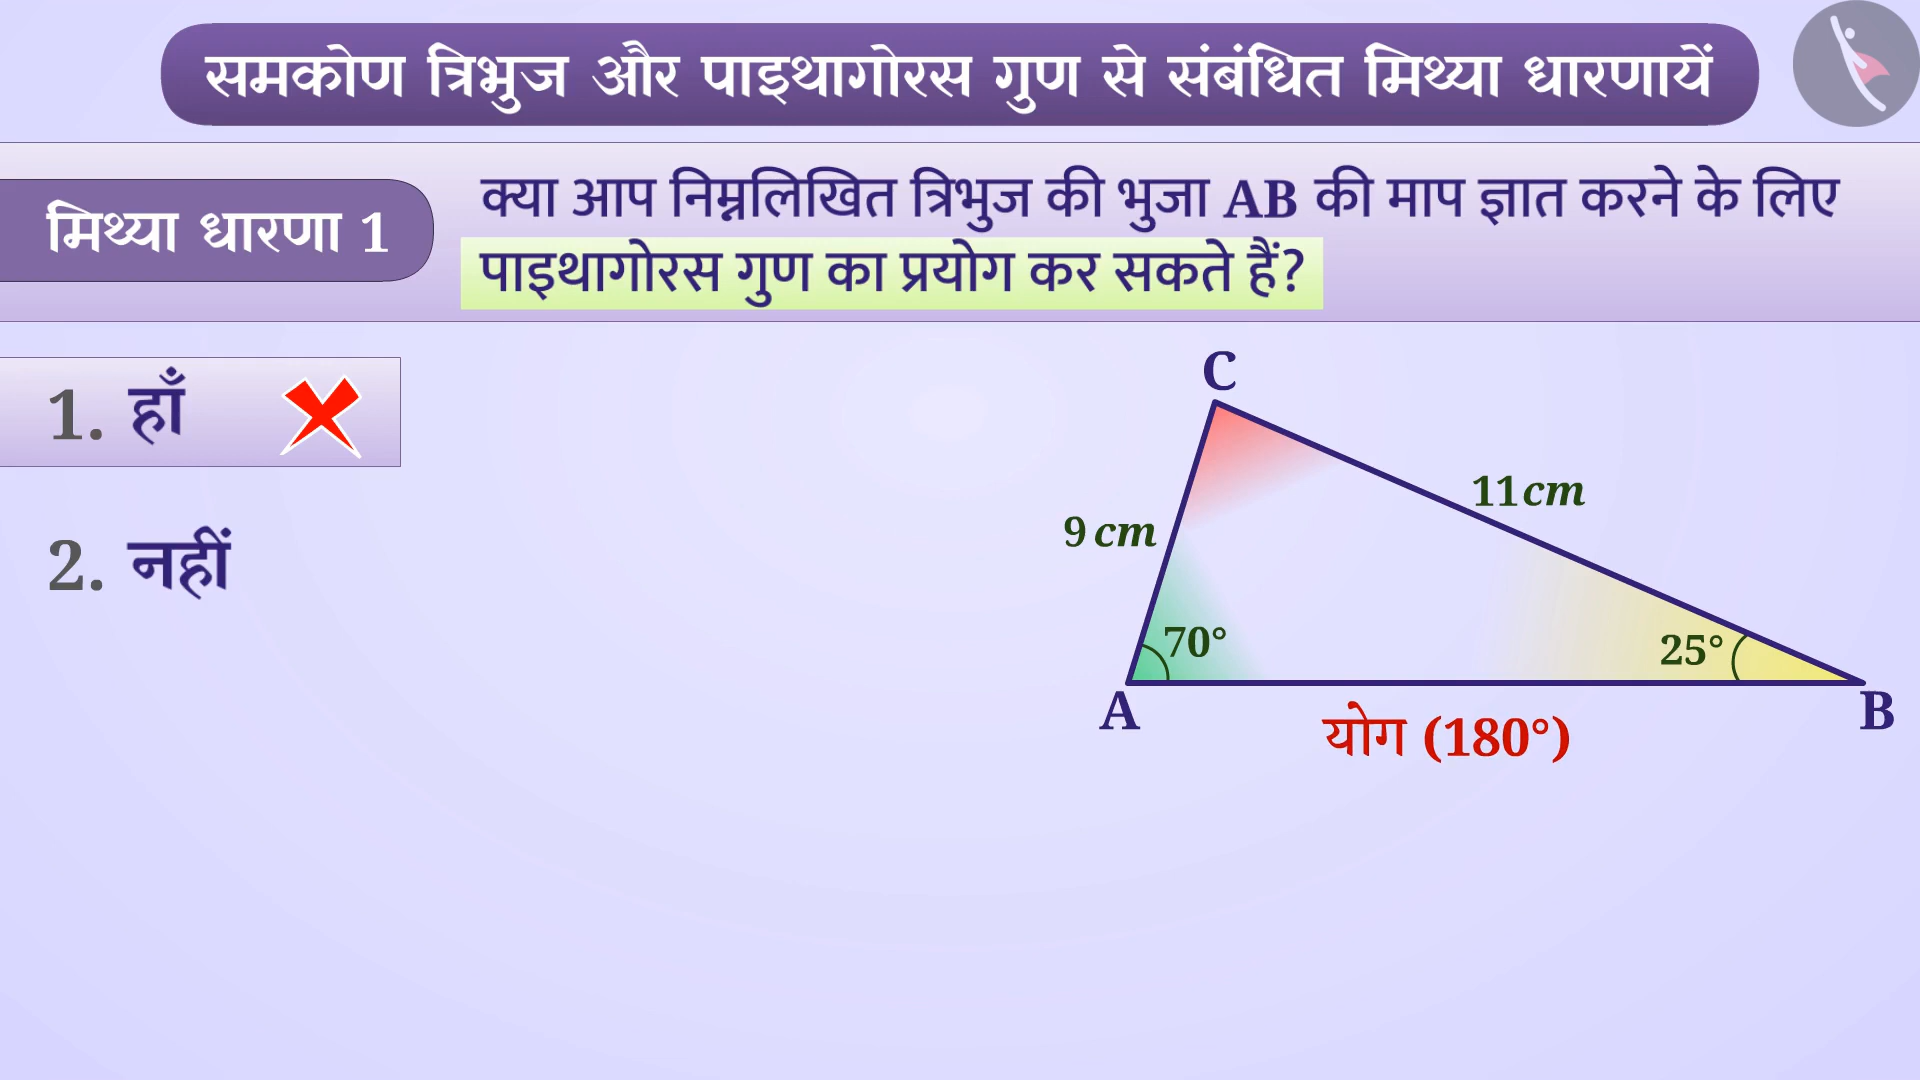 समकोण त्रिभुज और पाइथागोरस गुण से संबंधित मिथ्या धारणायें
मिथ्या धारणा 1
क्या आप निम्नलिखित त्रिभुज की भुजा AB की माप ज्ञात करने के लिए
पाइथागोरस गुण का प्रयोग कर सकते हैं?
1. हाँ
2. नहीं
C
11 cm
9 cm
70°
25°
A
B
योग (180°)